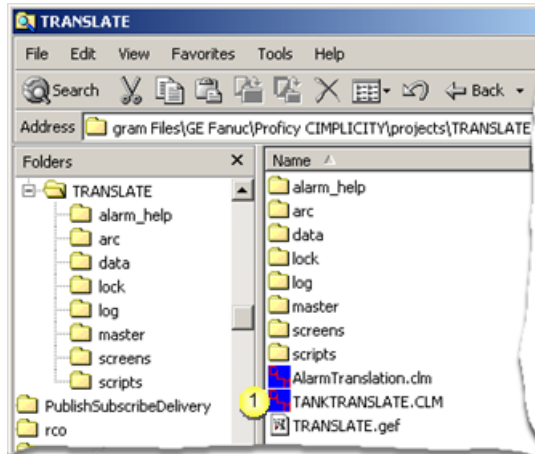 TRANSLATE
File Edit View Favorites Tools Help
Search Back
Address gram Files\GE Fanuc\Proficy CIMPLICITY\projects\TRANSLATE
Folders x Name
TRANSLATE
alarm_help
arc
data
lock
log
master
screens
scripts
PublishSubscribeDelivery
rco
alarm_help
arc
data
lock
log
master
screens
scripts
AlarmTranslation.clm
1 TANKTRANSLATE.CLM
TRANSLATE.gef